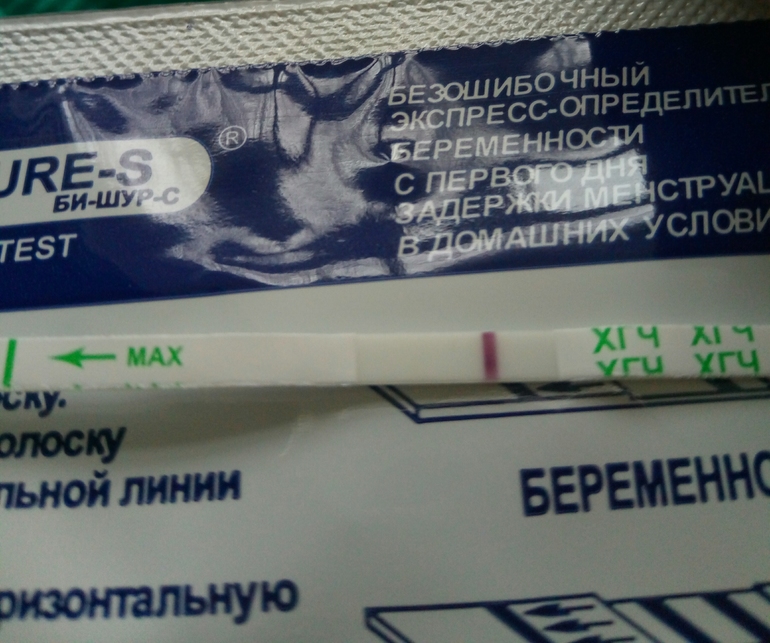 БЕЗОШИБОЧНЫЙ
ЭКСПРЕСС-ОПРЕДЕЛИТЕЛ
БЕРЕМЕННОСТИ
С ПЕРВОГО ДНЯ
ЗАДЕРЖКИ МЕНСТРУАЦ
В ДОМАШНИХ УСЛОВИ
URE-S ®
БИ-ШУР-С
TEST
MAX
ХГЧ ХГЧ
ХГЧ ХГЧ
ску.
олоску
льной линии
БЕРЕМЕННО
ризонтальную